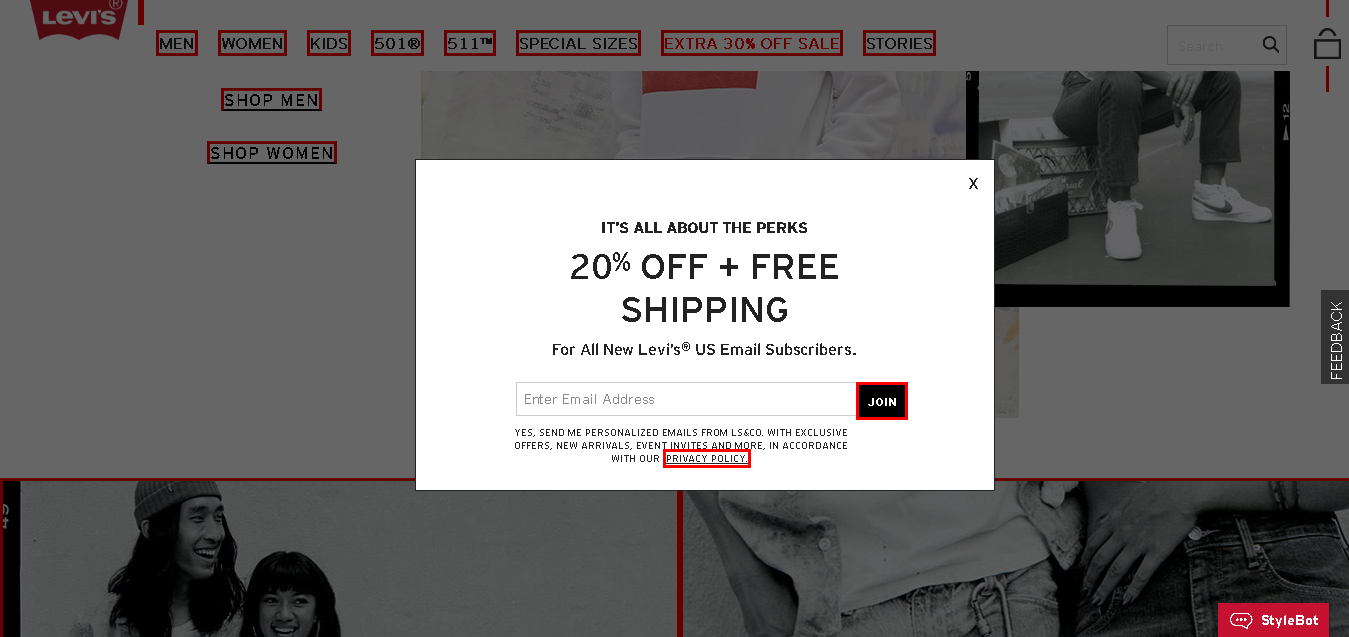 LEVI'S®
MEN WOMEN KIDS 501® 511™ SPECIAL SIZES EXTRA 30% OFF SALE STORIES
Search
SHOP MEN
SHOP WOMEN
12
X
IT'S ALL ABOUT THE PERKS
20% OFF + FREE
SHIPPING
For All New Levi's® US Email Subscribers.
Enter Email Address
JOIN
YES, SEND ME PERSONALIZED EMAILS FROM LS&CO. WITH EXCLUSIVE
OFFERS, NEW ARRIVALS, EVENT INVITES AND MORE, IN ACCORDANCE
WITH OUR PRIVACY POLICY.
FEEDBACK
49
StyleBot